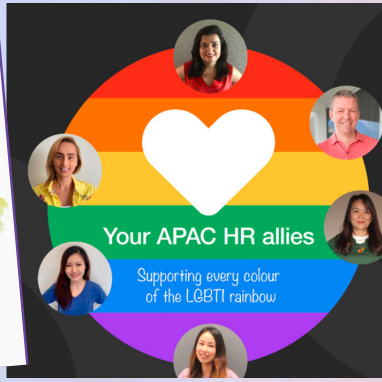 Your APAC HR allies
Supporting every colour
of the LGBTI rainbow